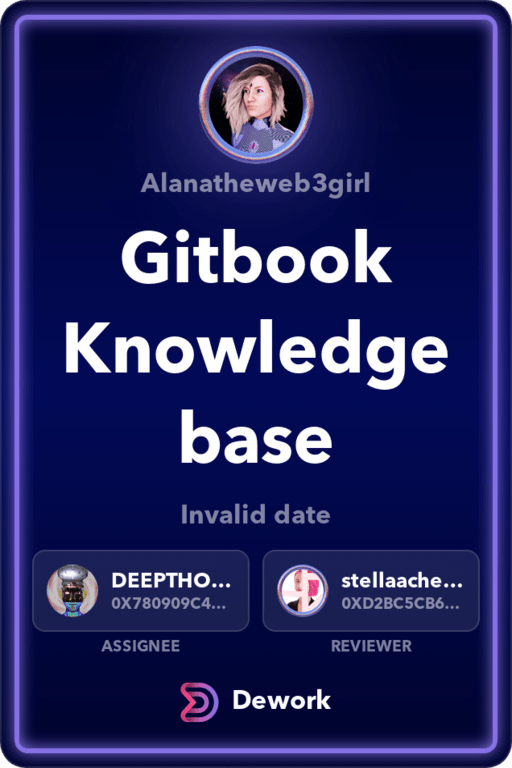 Alanatheweb3girl
Gitbook
Knowledge
base
Invalid date
DEEPTHO...
0X780909C4...
ASSIGNEE
stellaache...
0XD2BC5CB6...
REVIEWER
Dework